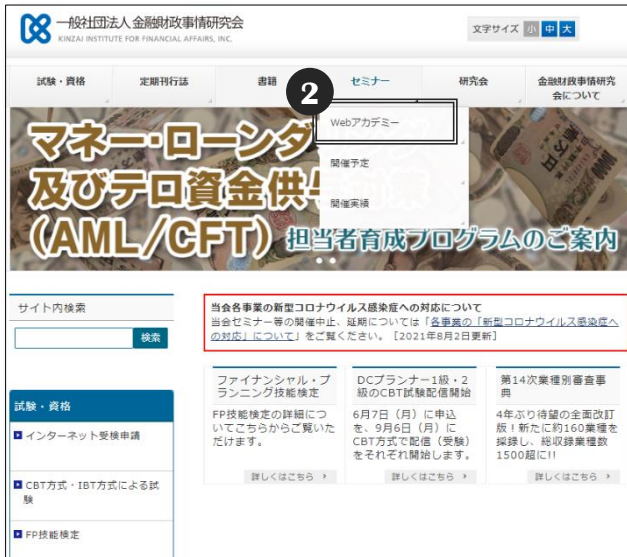 一般社団法人 金融財政事情研究会
KINZAI INSTITUTE FOR FINANCIAL AFFAIRS, INC.
文字サイズ 小 中 大
試験・資格
定期刊行誌
書籍
セミナー
研究会
金融財政事情研究
会について
2
Webアカデミー
開催予定
開催実績
マネー・ローンダ
及びテロ資金供与対策
(AML/CFT) 担当者育成プログラムのご案内
サイト内検索
検索
当会各事業の新型コロナウイルス感染症への対応について
当会セミナー等の開催中止、延期については「各事業の「新型コロナウイルス感染症へ
の対応」について」をご覧ください。［2021年8月2日更新］
試験・資格
インターネット受検申請
CBT方式・IBT方式による試
験
FP技能検定
ファイナンシャル・プ
ランニング技能検定
FP技能検定の詳細につ
いてこちらからご覧いた
だけます。
詳しくはこちら
DCプランナー1級・2
級のCBT試験配信開始
6月7日（月）に申込
を、9月6日（月）に
CBT方式で配信（受験）
をそれぞれ開始します。
詳しくはこちら
第14次業種別審査事
典
4年ぶり待望の全面改訂
版！新たに約160業種を
採録し、総収録業種数
1500超に!!
詳しくはこちら